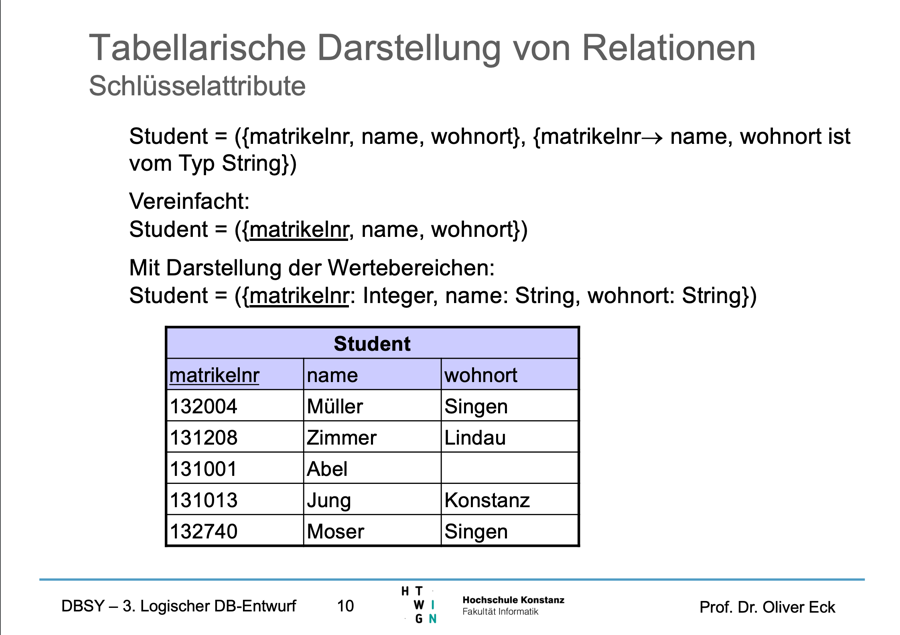 Tabellarische Darstellung von Relationen
Schlüsselattribute
Student = ({matrikelnr, name, wohnort}, {matrikelnr→ name, wohnort ist
vom Typ String})
Vereinfacht:
Student = ({matrikelnr, name, wohnort})
Mit Darstellung der Wertebereichen:
Student = ({matrikelnr: Integer, name: String, wohnort: String})
Student
matrikelnr name wohnort
132004 Müller Singen
131208 Zimmer Lindau
131001 Abel
131013 Jung Konstanz
132740 Moser Singen
DBSY – 3. Logischer DB-Entwurf 10
H T
W I
G N
Hochschule Konstanz
Fakultät Informatik
Prof. Dr. Oliver Eck